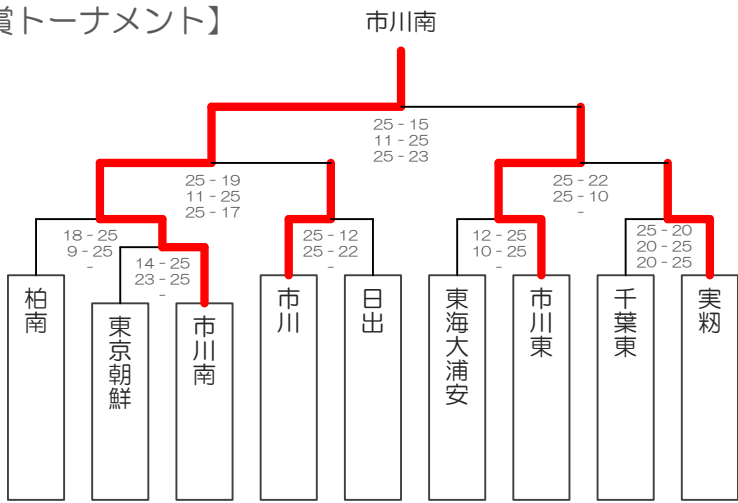 賞トーナメント】
市川南
25 - 15
11 - 25
25 - 23
25 - 19
11 - 25
25 - 17
25 - 22
25 - 10
-
18 - 25
9 - 25
-
14 - 25
23 - 25
-
25 - 12
25 - 22
-
12 - 25
10 - 25
-
25 - 20
20 - 25
20 - 25
柏南
東京朝鮮
市川南
市川
日出
東海大浦安
市川東
千葉東
実籾